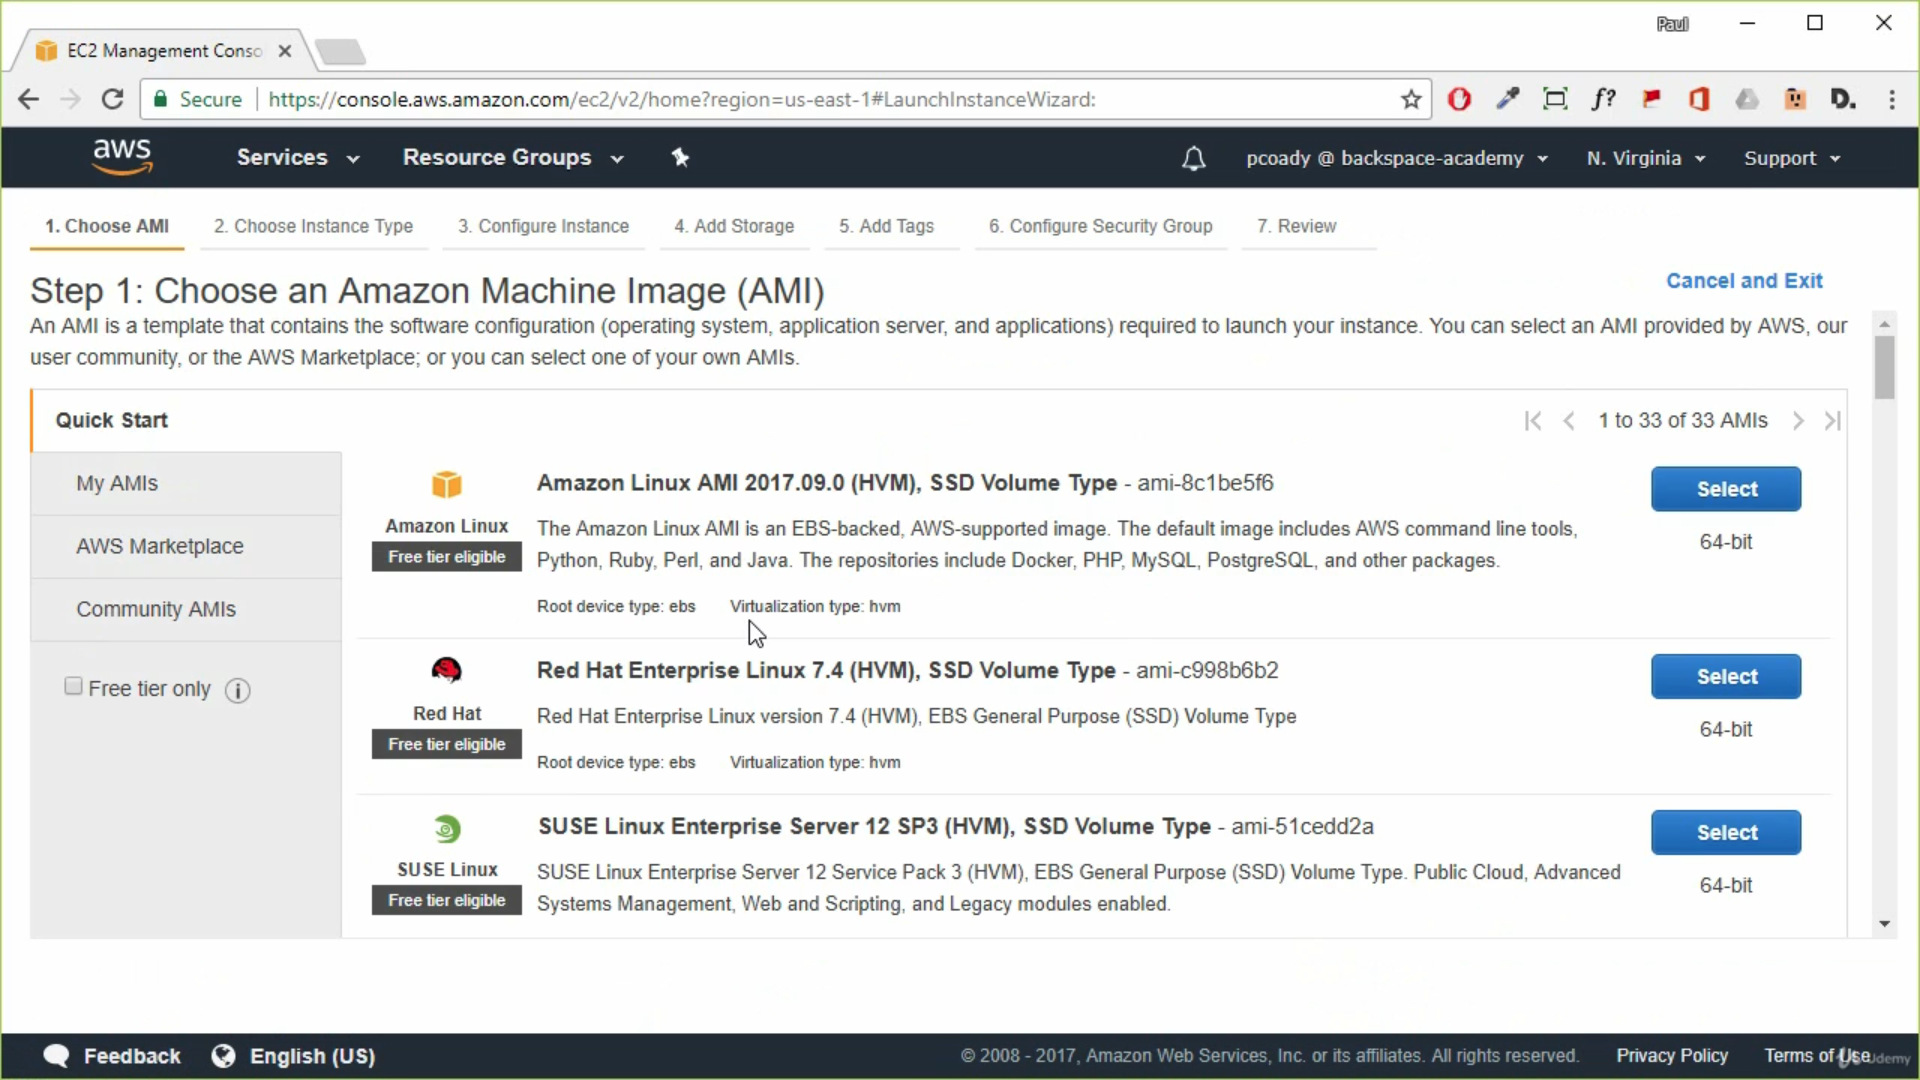 Paul
EC2 Management Conso
Secure https://console.aws.amazon.com/ec2/v2/home?region=us-east-1#LaunchInstanceWizard:
f? D.
aws Services Resource Groups pcoady @ backspace-academy N. Virginia Support
1. Choose AMI 2. Choose Instance Type 3. Configure Instance 4. Add Storage 5. Add Tags 6. Configure Security Group 7. Review
Step 1: Choose an Amazon Machine Image (AMI)
Cancel and Exit
An AMI is a template that contains the software configuration (operating system, application server, and applications) required to launch your instance. You can select an AMI provided by AWS, our
user community, or the AWS Marketplace; or you can select one of your own AMIs.
Quick Start
1 to 33 of 33 AMIs
My AMIs
AWS Marketplace
Community AMIs
Free tier only i
Amazon Linux
Free tier eligible
Amazon Linux AMI 2017.09.0 (HVM), SSD Volume Type - ami-8c1be5f6
The Amazon Linux AMI is an EBS-backed, AWS-supported image. The default image includes AWS command line tools,
Python, Ruby, Perl, and Java. The repositories include Docker, PHP, MySQL, PostgreSQL, and other packages.
Root device type: ebs Virtualization type: hvm
Select
64-bit
Red Hat
Free tier eligible
Red Hat Enterprise Linux 7.4 (HVM), SSD Volume Type - ami-c998b6b2
Red Hat Enterprise Linux version 7.4 (HVM), EBS General Purpose (SSD) Volume Type
Root device type: ebs Virtualization type: hvm
Select
64-bit
SUSE Linux
Free tier eligible
SUSE Linux Enterprise Server 12 SP3 (HVM), SSD Volume Type - ami-51cedd2a
SUSE Linux Enterprise Server 12 Service Pack 3 (HVM), EBS General Purpose (SSD) Volume Type. Public Cloud, Advanced
Systems Management, Web and Scripting, and Legacy modules enabled.
Select
64-bit
Feedback English (US) © 2008 - 2017, Amazon Web Services, Inc. or its affiliates. All rights reserved. Privacy Policy Terms of Use
Udemy